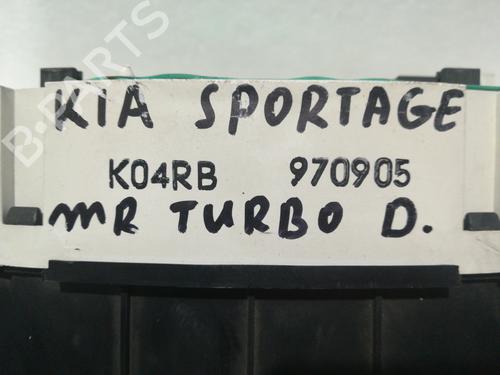 KIA SPORTAGE
K04RB 970905
MR TURBO D.
B-PARTS